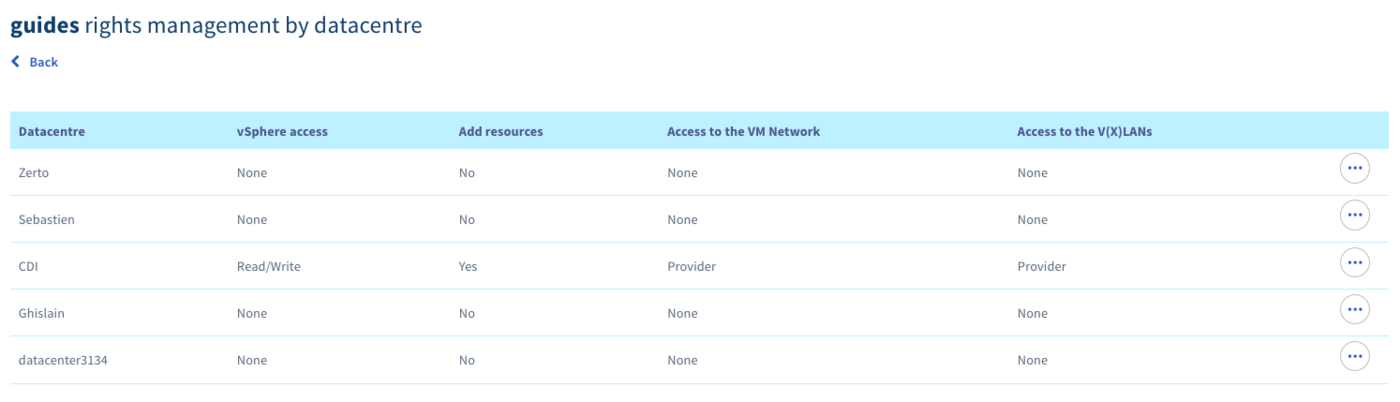 guides rights management by datacentre
Back
Datacentre vSphere access Add resources Access to the VM Network Access to the V(X)LANs
Zerto None No None None
Sebastien None No None None
CDI Read/Write Yes Provider Provider
Ghislain None No None None
datacenter3134 None No None None